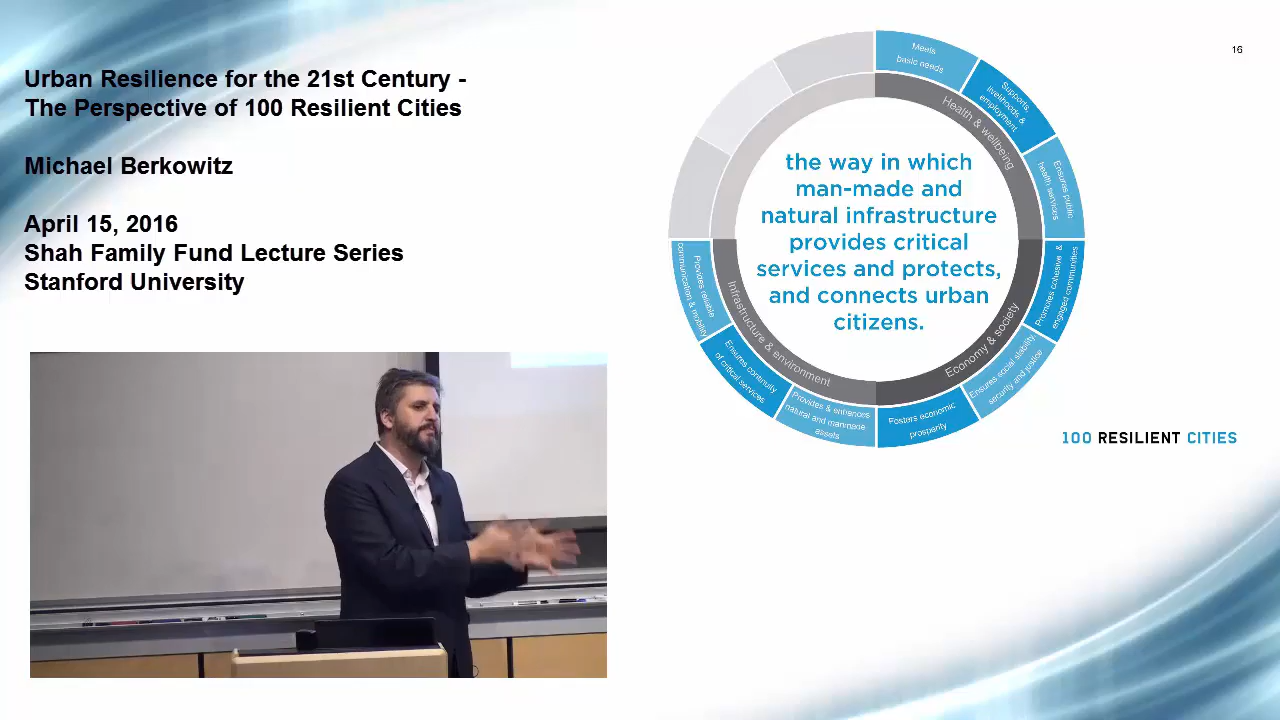 Urban Resilience for the 21st Century -
The Perspective of 100 Resilient Cities
Michael Berkowitz
April 15, 2016
Shah Family Fund Lecture Series
Stanford University
16
Meets
basic needs
Supports
livelihoods &
employment
Ensures public
health services
Promotes cohesive &
engaged communities
Ensures social stability
security and justice
Fosters economic
prosperity
Provides & enhances
natural and manmade
assets
Ensures continuity
of critical services
Provides reliable
communication & mobility
Health & wellbeing
Economy & society
Infrastructure & environment
the way in which
man-made and
natural infrastructure
provides critical
services and protects,
and connects urban
citizens.
100 RESILIENT CITIES